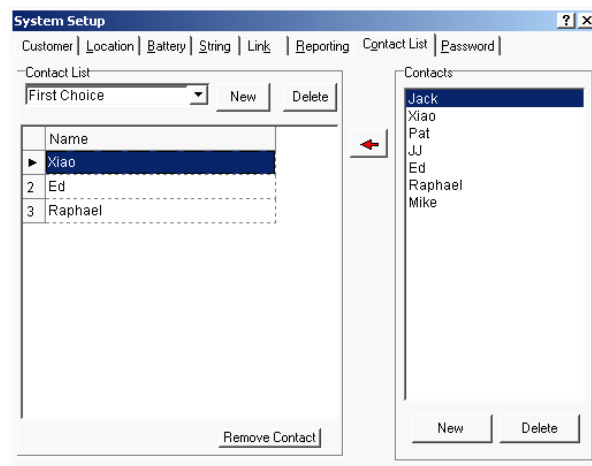 System Setup
Customer Location Battery String Link Reporting Contact List Password
Contact List
First Choice New Delete
Name
Xiao
2 Ed
3 Raphael
Remove Contact
Contacts
Jack
Xiao
Pat
JJ
Ed
Raphael
Mike
New Delete